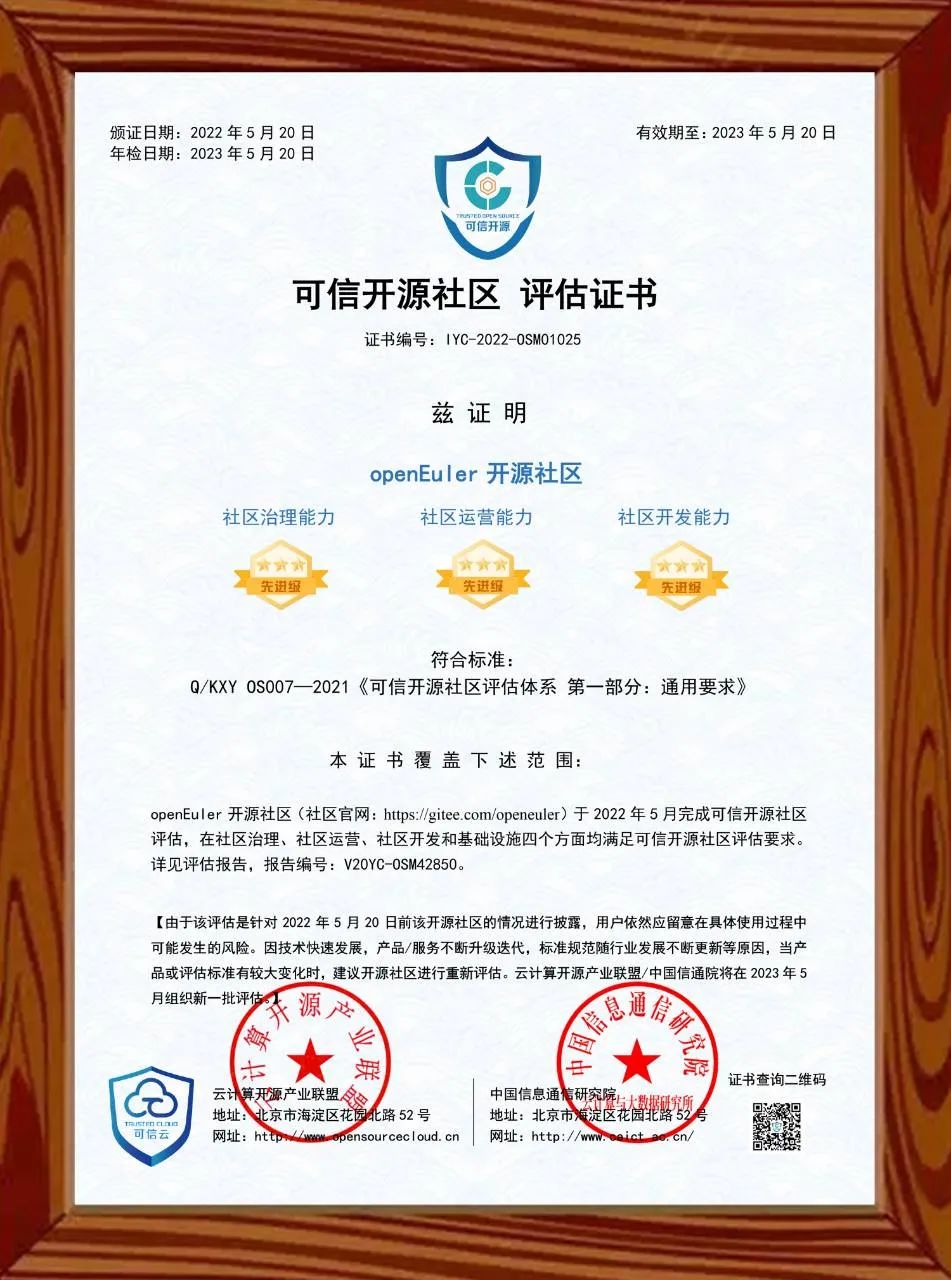 颁证日期：2022 年 5 月 20 日
年检日期：2023 年 5 月 20 日
有效期至：2023 年 5 月 20 日
TRUSTED OPEN SOURCE
可信开源
可信开源社区 评估证书
证书编号：IYC-2022-OSM01025
兹 证 明
openEuler 开源社区
社区治理能力 社区运营能力 社区开发能力
先进级 先进级 先进级
符合标准：
Q/KXY OS007—2021《可信开源社区评估体系 第一部分：通用要求》
本 证 书 覆 盖 下 述 范 围：
openEuler 开源社区（社区官网：https://gitee.com/openeuler）于 2022 年 5 月完成可信开源社区
评估，在社区治理、社区运营、社区开发和基础设施四个方面均满足可信开源社区评估要求。
详见评估报告，报告编号：V20YC-OSM42850。
【由于该评估是针对 2022 年 5 月 20 日前该开源社区的情况进行披露，用户依然应留意在具体使用过程中
可能发生的风险。因技术快速发展，产品/服务不断升级迭代，标准规范随行业发展不断更新等原因，当产
品或评估标准有较大变化时，建议开源社区进行重新评估。云计算开源产业联盟/中国信通院将在 2023 年 5
月组织新一批评估。】
云计算开源产业联盟
中国信息通信研究院
云计算与大数据研究所
TRUSTED CLOUD
可信云
云计算开源产业联盟
地址：北京市海淀区花园北路 52 号
网址：http://www.opensourcecloud.cn
中国信息通信研究院
地址：北京市海淀区花园北路 52 号
网址：http://www.caict.ac.cn/
证书查询二维码